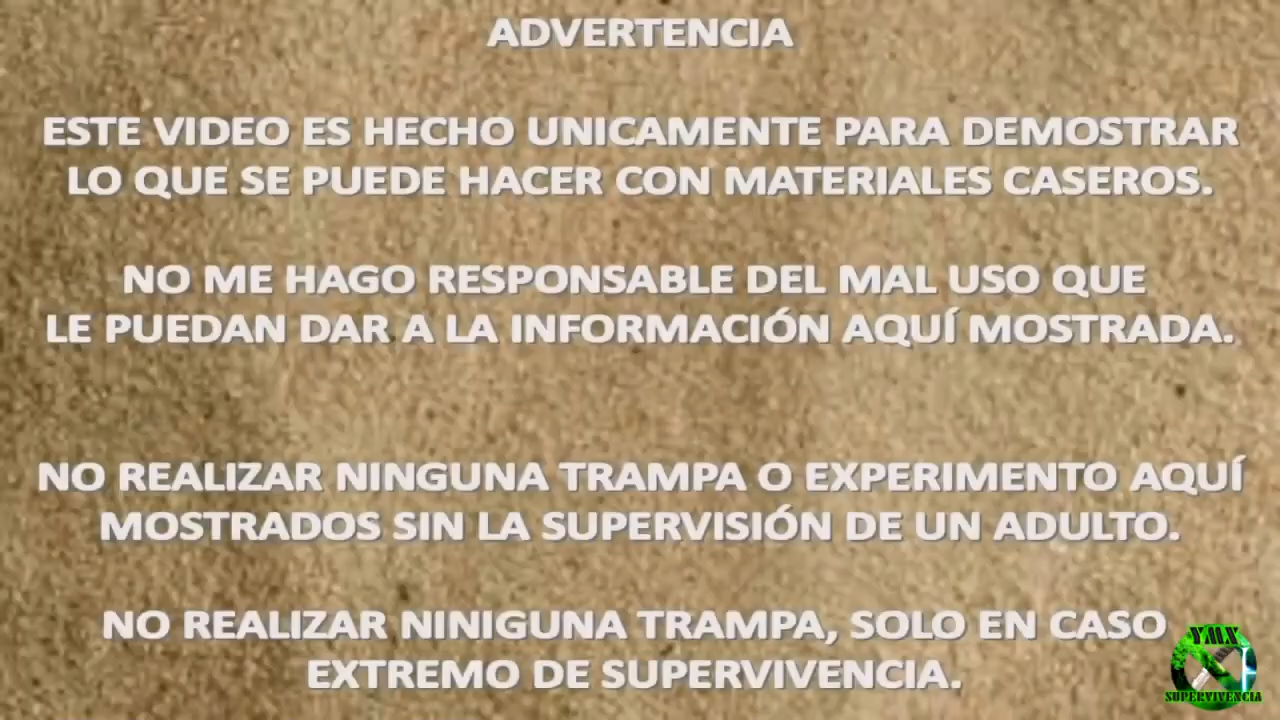 ADVERTENCIA
ESTE VIDEO ES HECHO UNICAMENTE PARA DEMOSTRAR
LO QUE SE PUEDE HACER CON MATERIALES CASEROS.
NO ME HAGO RESPONSABLE DEL MAL USO QUE
LE PUEDAN DAR A LA INFORMACIÓN AQUÍ MOSTRADA.
NO REALIZAR NINGUNA TRAMPA O EXPERIMENTO AQUÍ
MOSTRADOS SIN LA SUPERVISIÓN DE UN ADULTO.
NO REALIZAR NINIGUNA TRAMPA, SOLO EN CASO
EXTREMO DE SUPERVIVENCIA.
YMX
SUPERVIVENCIA